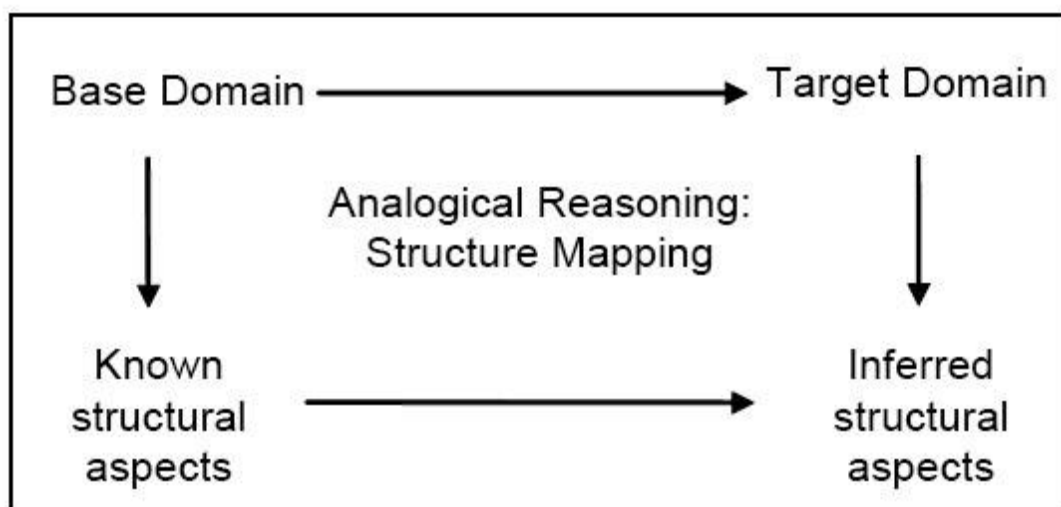 Base Domain
Target Domain
Analogical Reasoning:
Structure Mapping
Known
structural
aspects
Inferred
structural
aspects